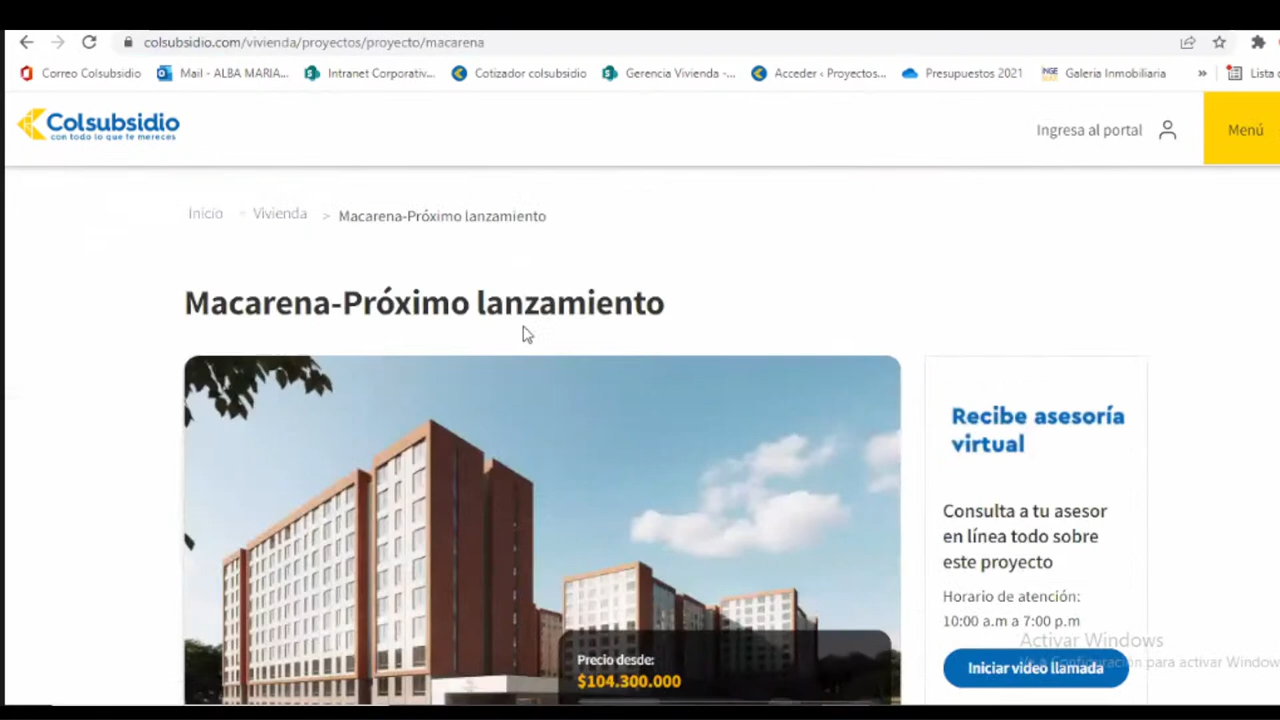 colsubsidio.com/vivienda/proyectos/proyecto/macarena
Correo Colsubsidio Mail - ALBA MARIA... Intranet Corporativ... Cotizador colsubsidio Gerencia Vivienda -... Acceder ‹ Proyectos... Presupuestos 2021 Galeria Inmobiliaria » Lista
Colsubsidio
con todo lo que te mereces
Ingresa al portal
Menú
Inicio > Vivienda > Macarena-Próximo lanzamiento
Macarena-Próximo lanzamiento
Recibe asesoría
virtual
Consulta a tu asesor
en línea todo sobre
este proyecto
Horario de atención:
10:00 a.m a 7:00 p.m
Iniciar video llamada
Precio desde:
$104.300.000
Activar Windows
Configuración para activar Window